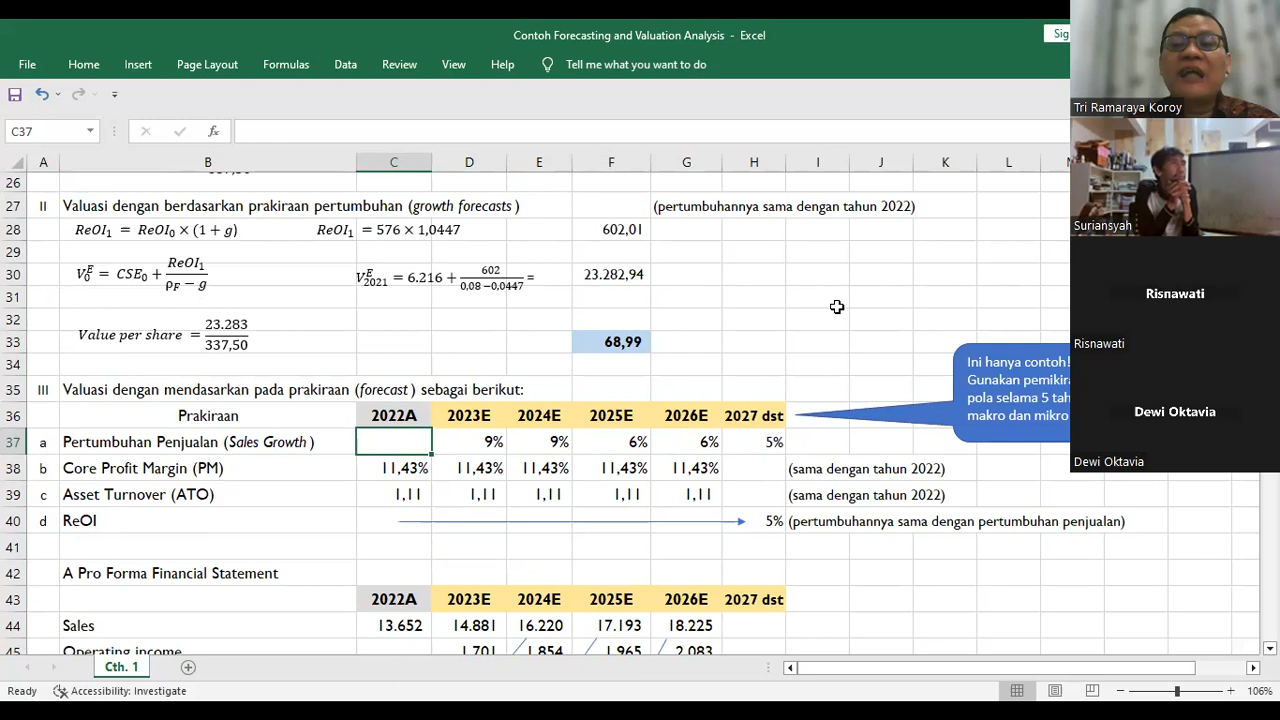 Contoh Forecasting and Valuation Analysis - Excel
Sig
File Home Insert Page Layout Formulas Data Review View Help Tell me what you want to do
C37 fx
A B C D E F G H I J K L
26
27 II Valuasi dengan berdasarkan prakiraan pertumbuhan (growth forecasts ) (pertumbuhannya sama dengan tahun 2022)
28 ReOI₁ = ReOI₀ × (1 + g) ReOI₁ = 578 × 1,0447 602,01
29
30 V₀ᴱ = CSE₀ + ReOI₁ / (ρF − g) V₂₀₂₁ᴱ = 6.216 + 602 / (0,08 −0,0447) = 23.282,94
31
32
33 Value per share = 23.283 / 337,50 68,99
34
35 III Valuasi dengan mendasarkan pada prakiraan (forecast ) sebagai berikut:
36 Prakiraan 2022A 2023E 2024E 2025E 2026E 2027 dst
37 a Pertumbuhan Penjualan (Sales Growth ) 9% 9% 6% 6% 5%
38 b Core Profit Margin (PM) 11,43% 11,43% 11,43% 11,43% 11,43% (sama dengan tahun 2022)
39 c Asset Turnover (ATO) 1,11 1,11 1,11 1,11 1,11 (sama dengan tahun 2022)
40 d ReOI 5% (pertumbuhannya sama dengan pertumbuhan penjualan)
41
42 A Pro Forma Financial Statement
43 2022A 2023E 2024E 2025E 2026E 2027 dst
44 Sales 13.652 14.881 16.220 17.193 18.225
45 Operating income 1.701 1.854 1.965 2.083
Ini hanya contoh!
Gunakan pemikira
pola selama 5 tah
makro dan mikro
Cth. 1
Ready Accessibility: Investigate 106%
Tri Ramaraya Koroy
Suriansyah
Risnawati
Risnawati
Dewi Oktavia
Dewi Oktavia